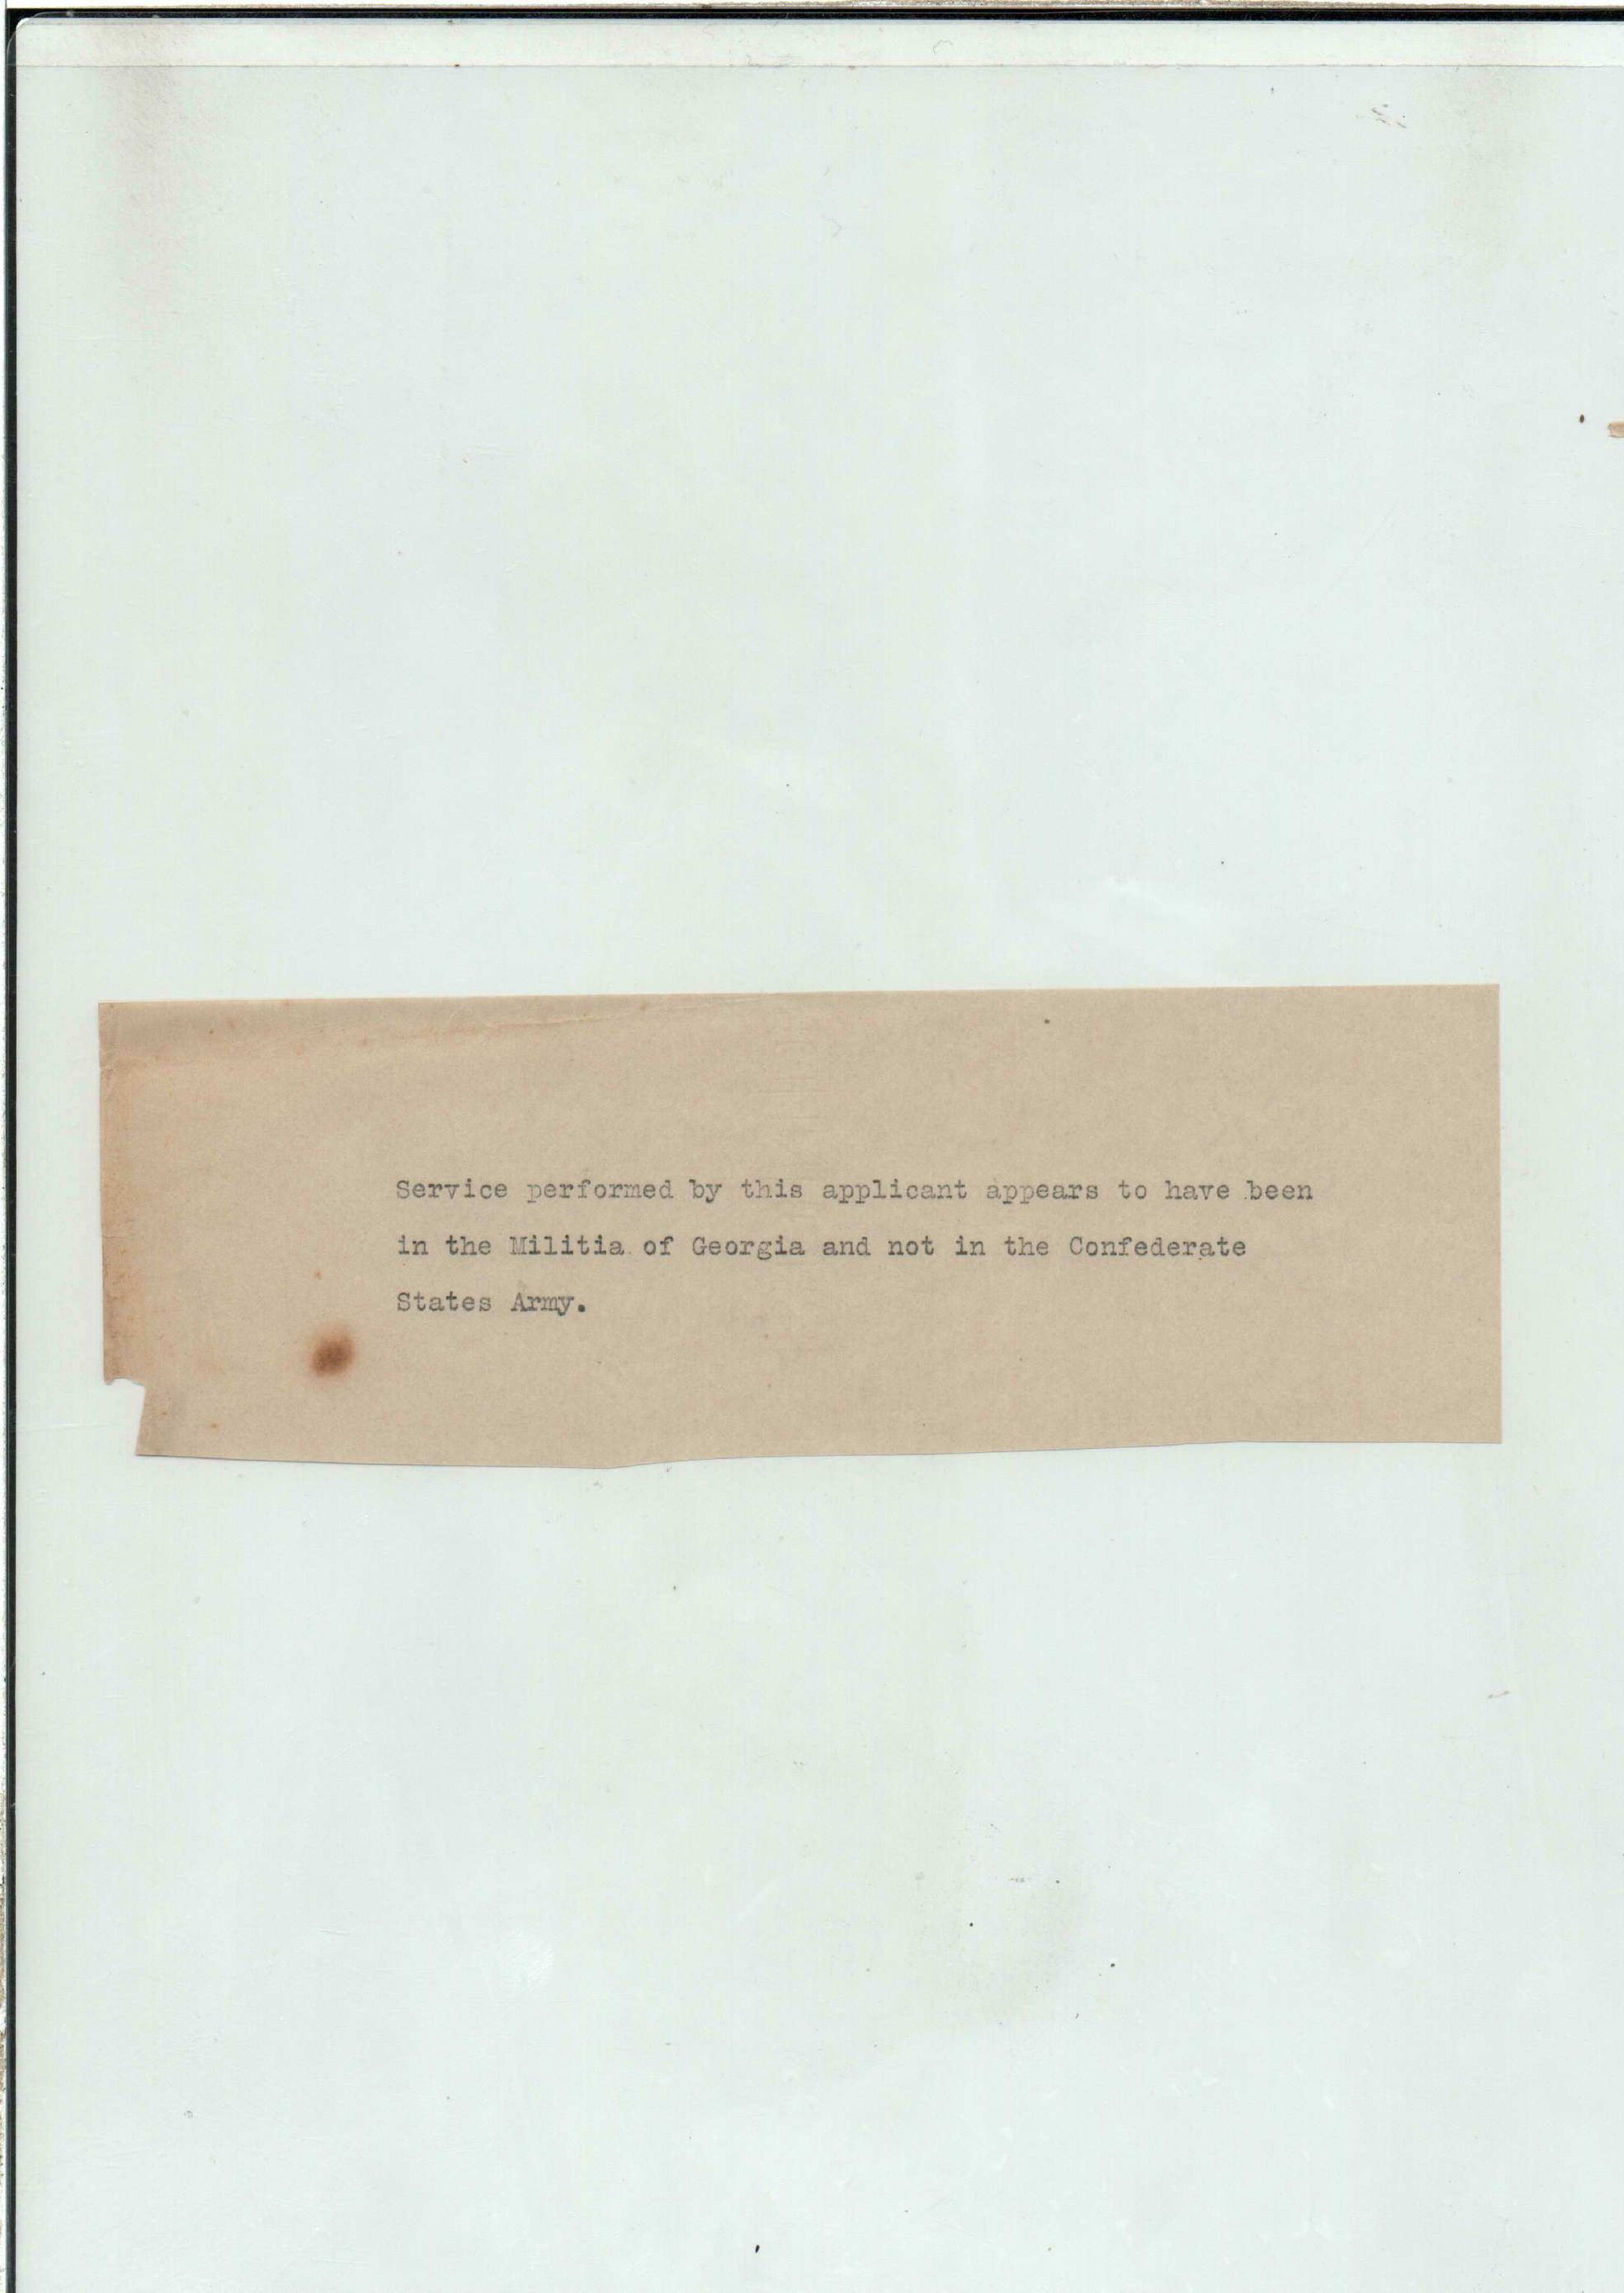 Service performed by this applicant appears to have been
in the Militia of Georgia and not in the Confederate
States Army.